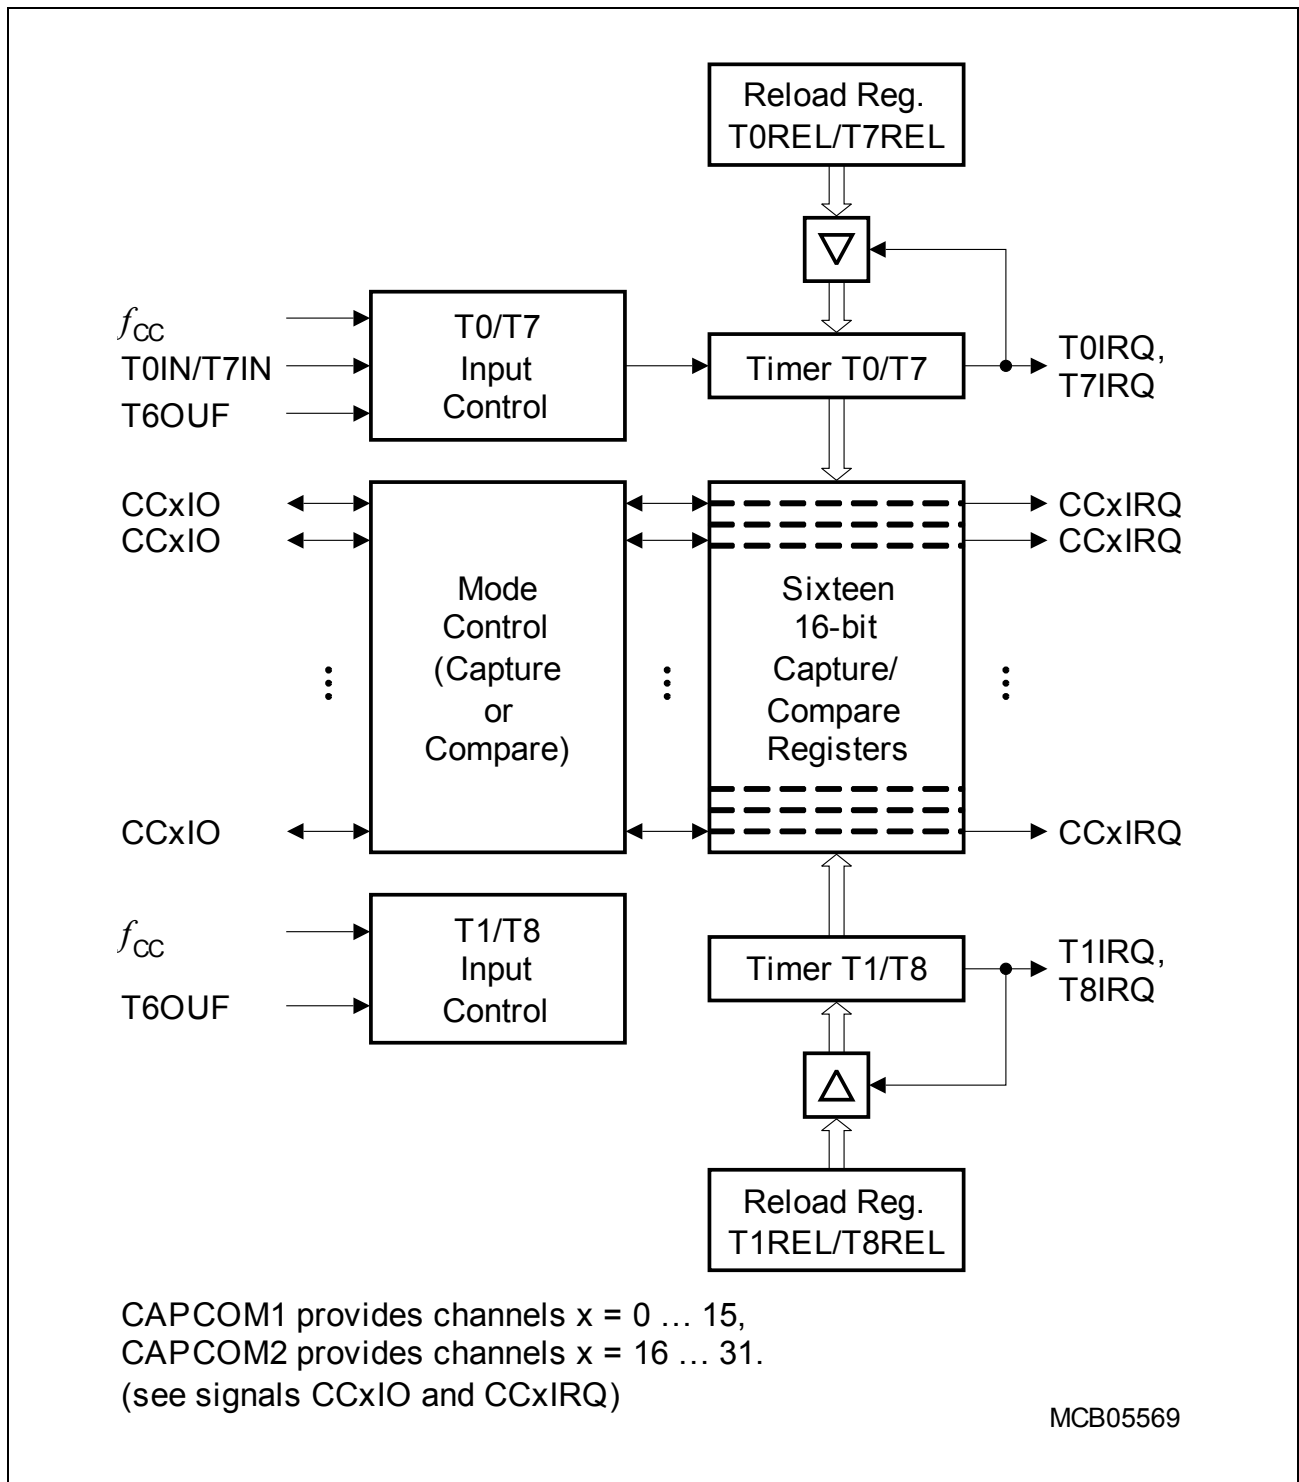 Reload Reg.
T0REL/T7REL
fCC
T0IN/T7IN
T6OUF
T0/T7
Input
Control
Timer T0/T7
T0IRQ,
T7IRQ
CCxIO
CCxIO
CCxIO
Mode
Control
(Capture
or
Compare)
Sixteen
16-bit
Capture/
Compare
Registers
CCxIRQ
CCxIRQ
CCxIRQ
fCC
T6OUF
T1/T8
Input
Control
Timer T1/T8
T1IRQ,
T8IRQ
Reload Reg.
T1REL/T8REL
CAPCOM1 provides channels x = 0 … 15,
CAPCOM2 provides channels x = 16 … 31.
(see signals CCxIO and CCxIRQ)
MCB05569